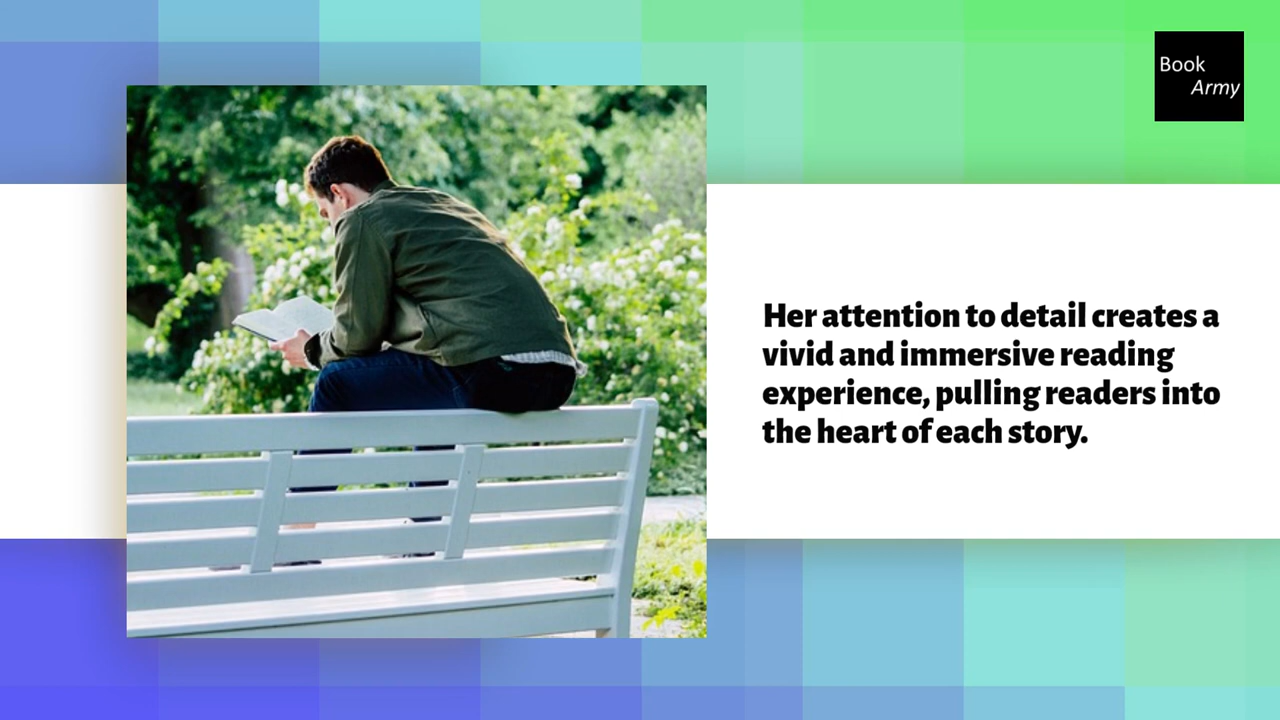 Book
Army
Her attention to detail creates a
vivid and immersive reading
experience, pulling readers into
the heart of each story.